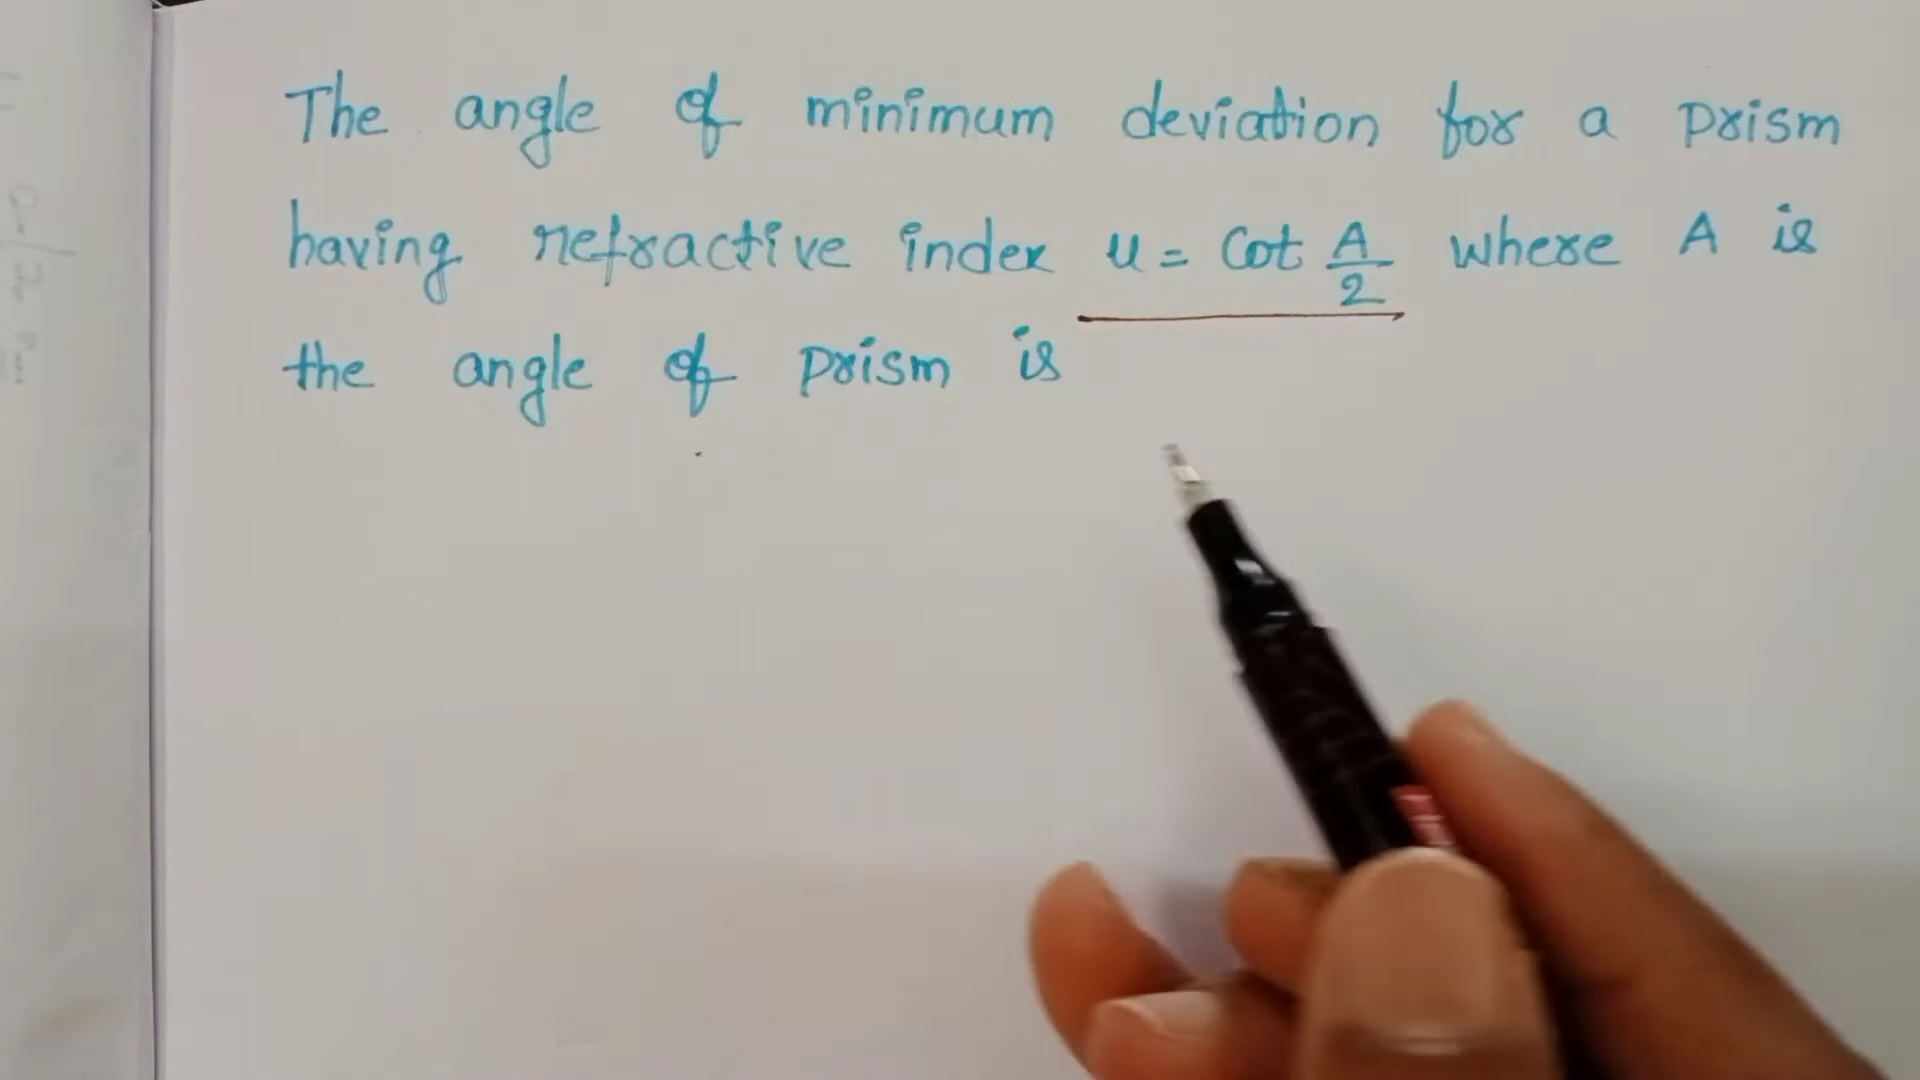 The angle of minimum deviation for a prism
having refractive index u = Cot A/2 where A is
the angle of prism is